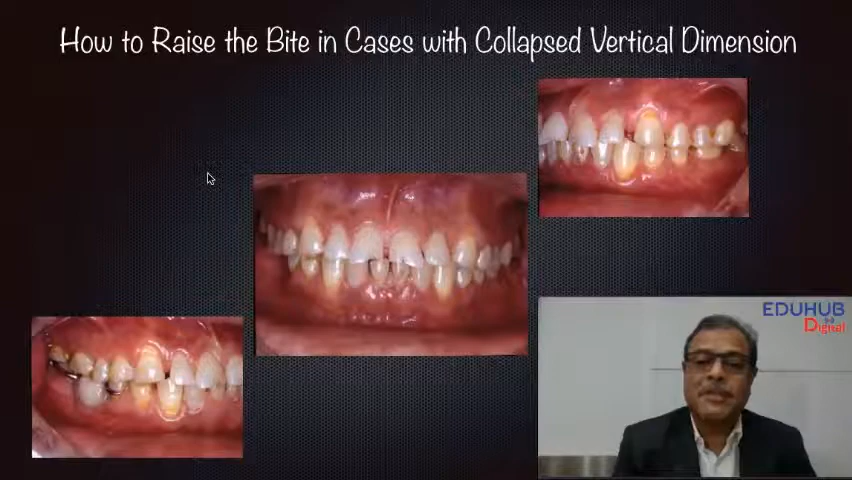 How to Raise the Bite in Cases with Collapsed Vertical Dimension
EDUHUB
Digital